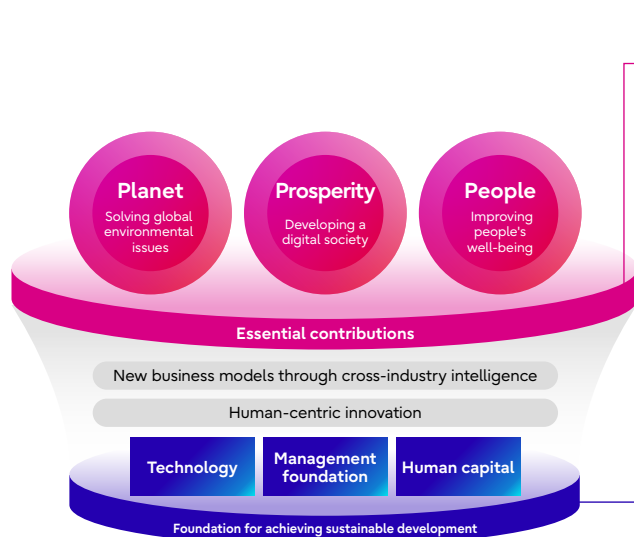 Planet
Solving global
environmental
issues
Prosperity
Developing a
digital society
People
Improving
people's
well-being
Essential contributions
New business models through cross-industry intelligence
Human-centric innovation
Technology
Management
foundation
Human capital
Foundation for achieving sustainable development